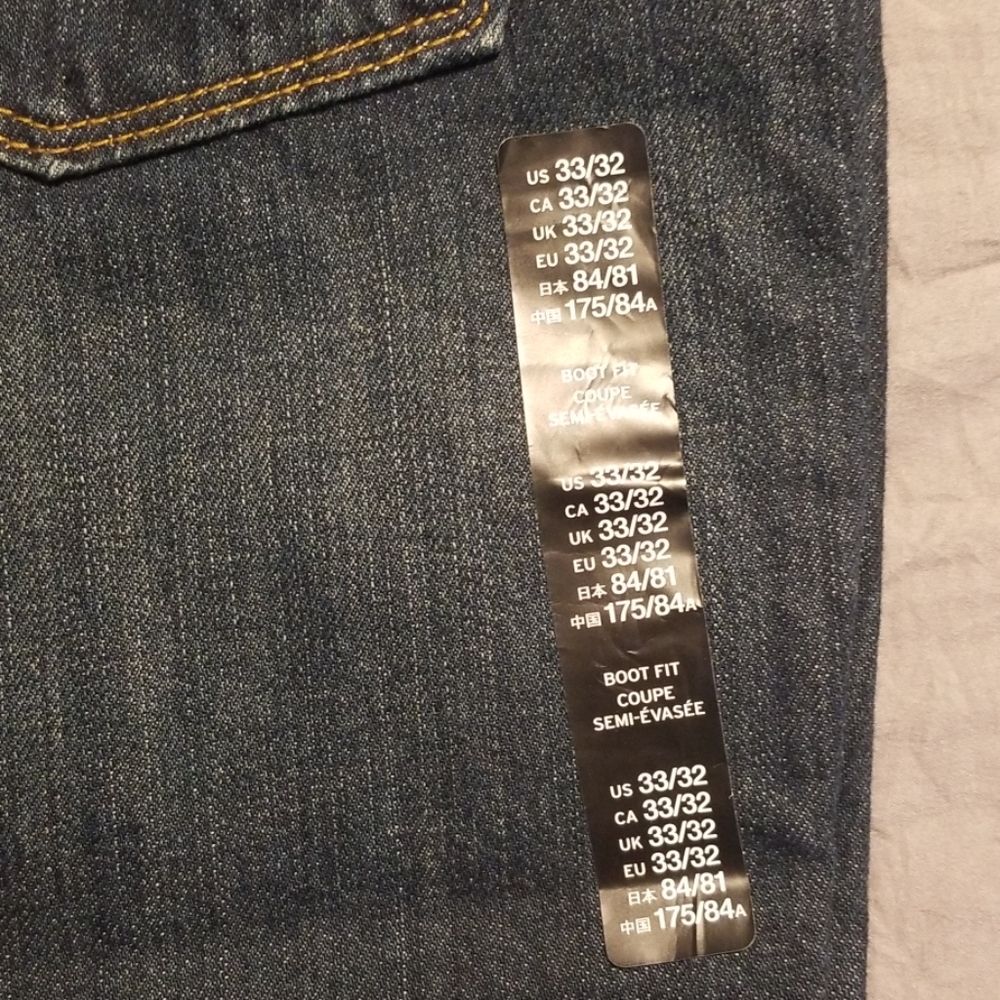 US 33/32
CA 33/32
UK 33/32
EU 33/32
日本 84/81
中国 175/84A
BOOT FIT
COUPE
SEMI-ÉVASÉE
US 33/32
CA 33/32
UK 33/32
EU 33/32
日本 84/81
中国 175/84A
BOOT FIT
COUPE
SEMI-ÉVASÉE
US 33/32
CA 33/32
UK 33/32
EU 33/32
日本 84/81
中国 175/84A